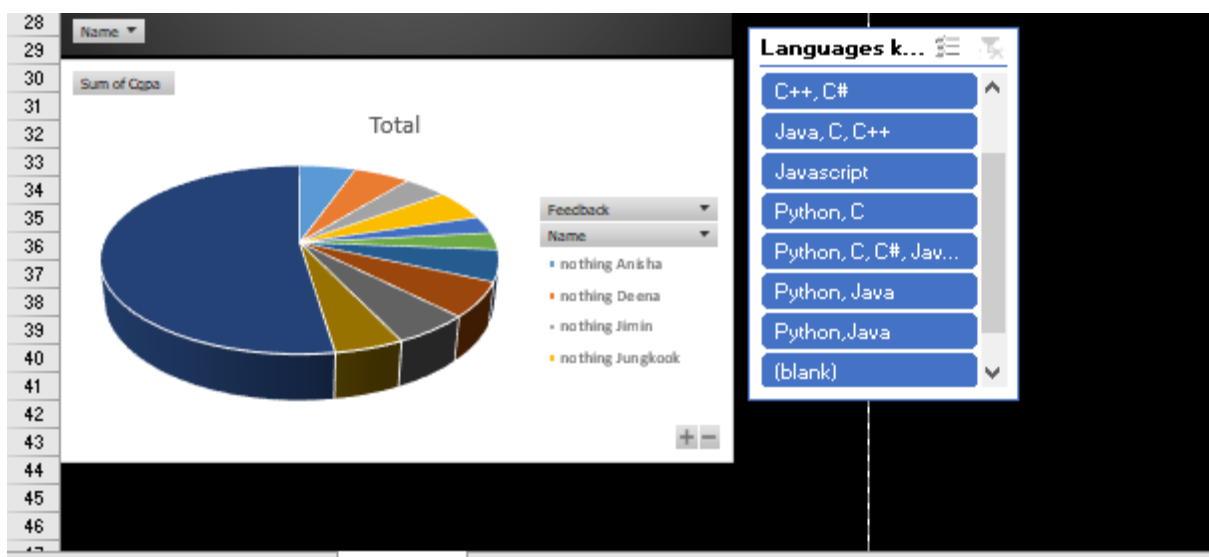 28
29
30
31
32
33
34
35
36
37
38
39
40
41
42
43
44
45
46
Name
Sum of Cgpa
Total
Feedback
Name
nothing Anisha
nothing Deena
nothing Jimin
nothing Jungkook
Languages k...
C++, C#
Java, C, C++
Javascript
Python, C
Python, C, C#, Jav...
Python, Java
Python,Java
(blank)